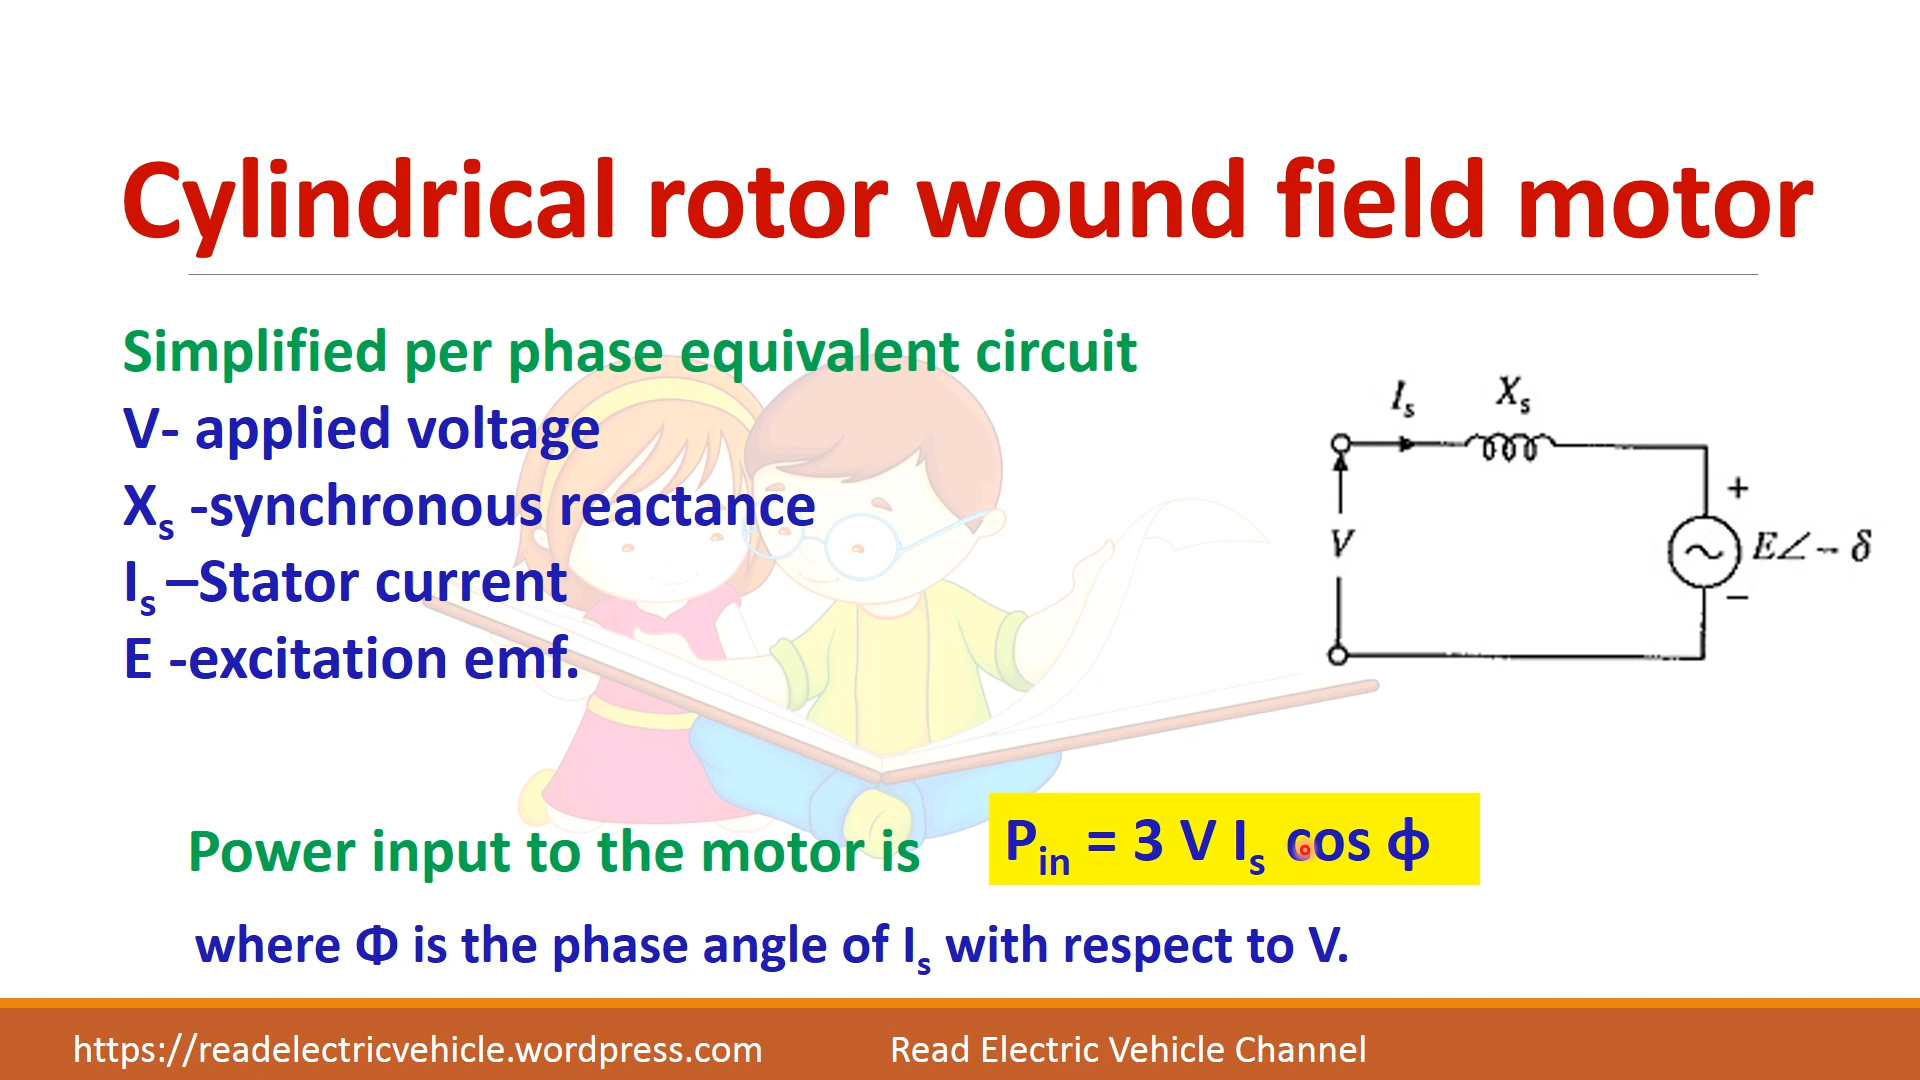 Cylindrical rotor wound field motor
Simplified per phase equivalent circuit
V- applied voltage
Xs -synchronous reactance
Is –Stator current
E -excitation emf.
Is
Xs
V
+
E∠– δ
–
Power input to the motor is
Pin = 3 V Is cos ϕ
where Φ is the phase angle of Is with respect to V.
https://readelectricvehicle.wordpress.com
Read Electric Vehicle Channel